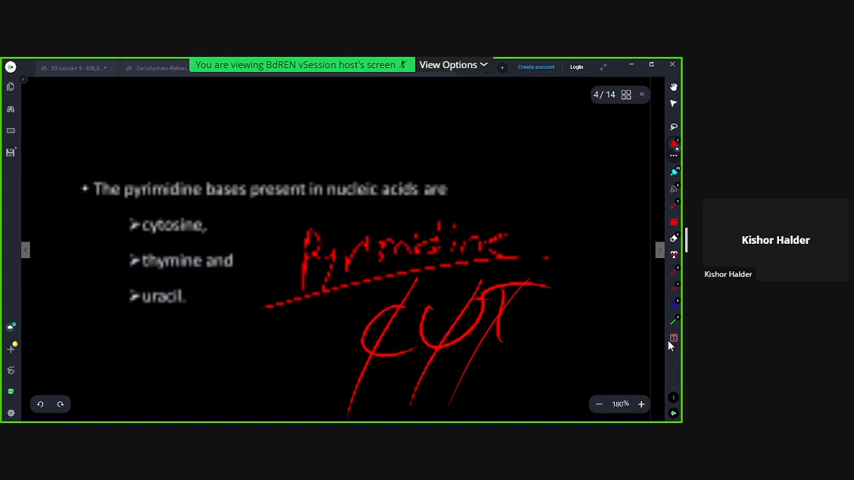 You are viewing BdREN vSession host's screen
View Options
Create account
Login
4 / 14
The pyrimidine bases present in nucleic acids are
cytosine,
thymine and
uracil.
Pyrimidine
CUT
Kishor Halder
Kishor Halder
180%